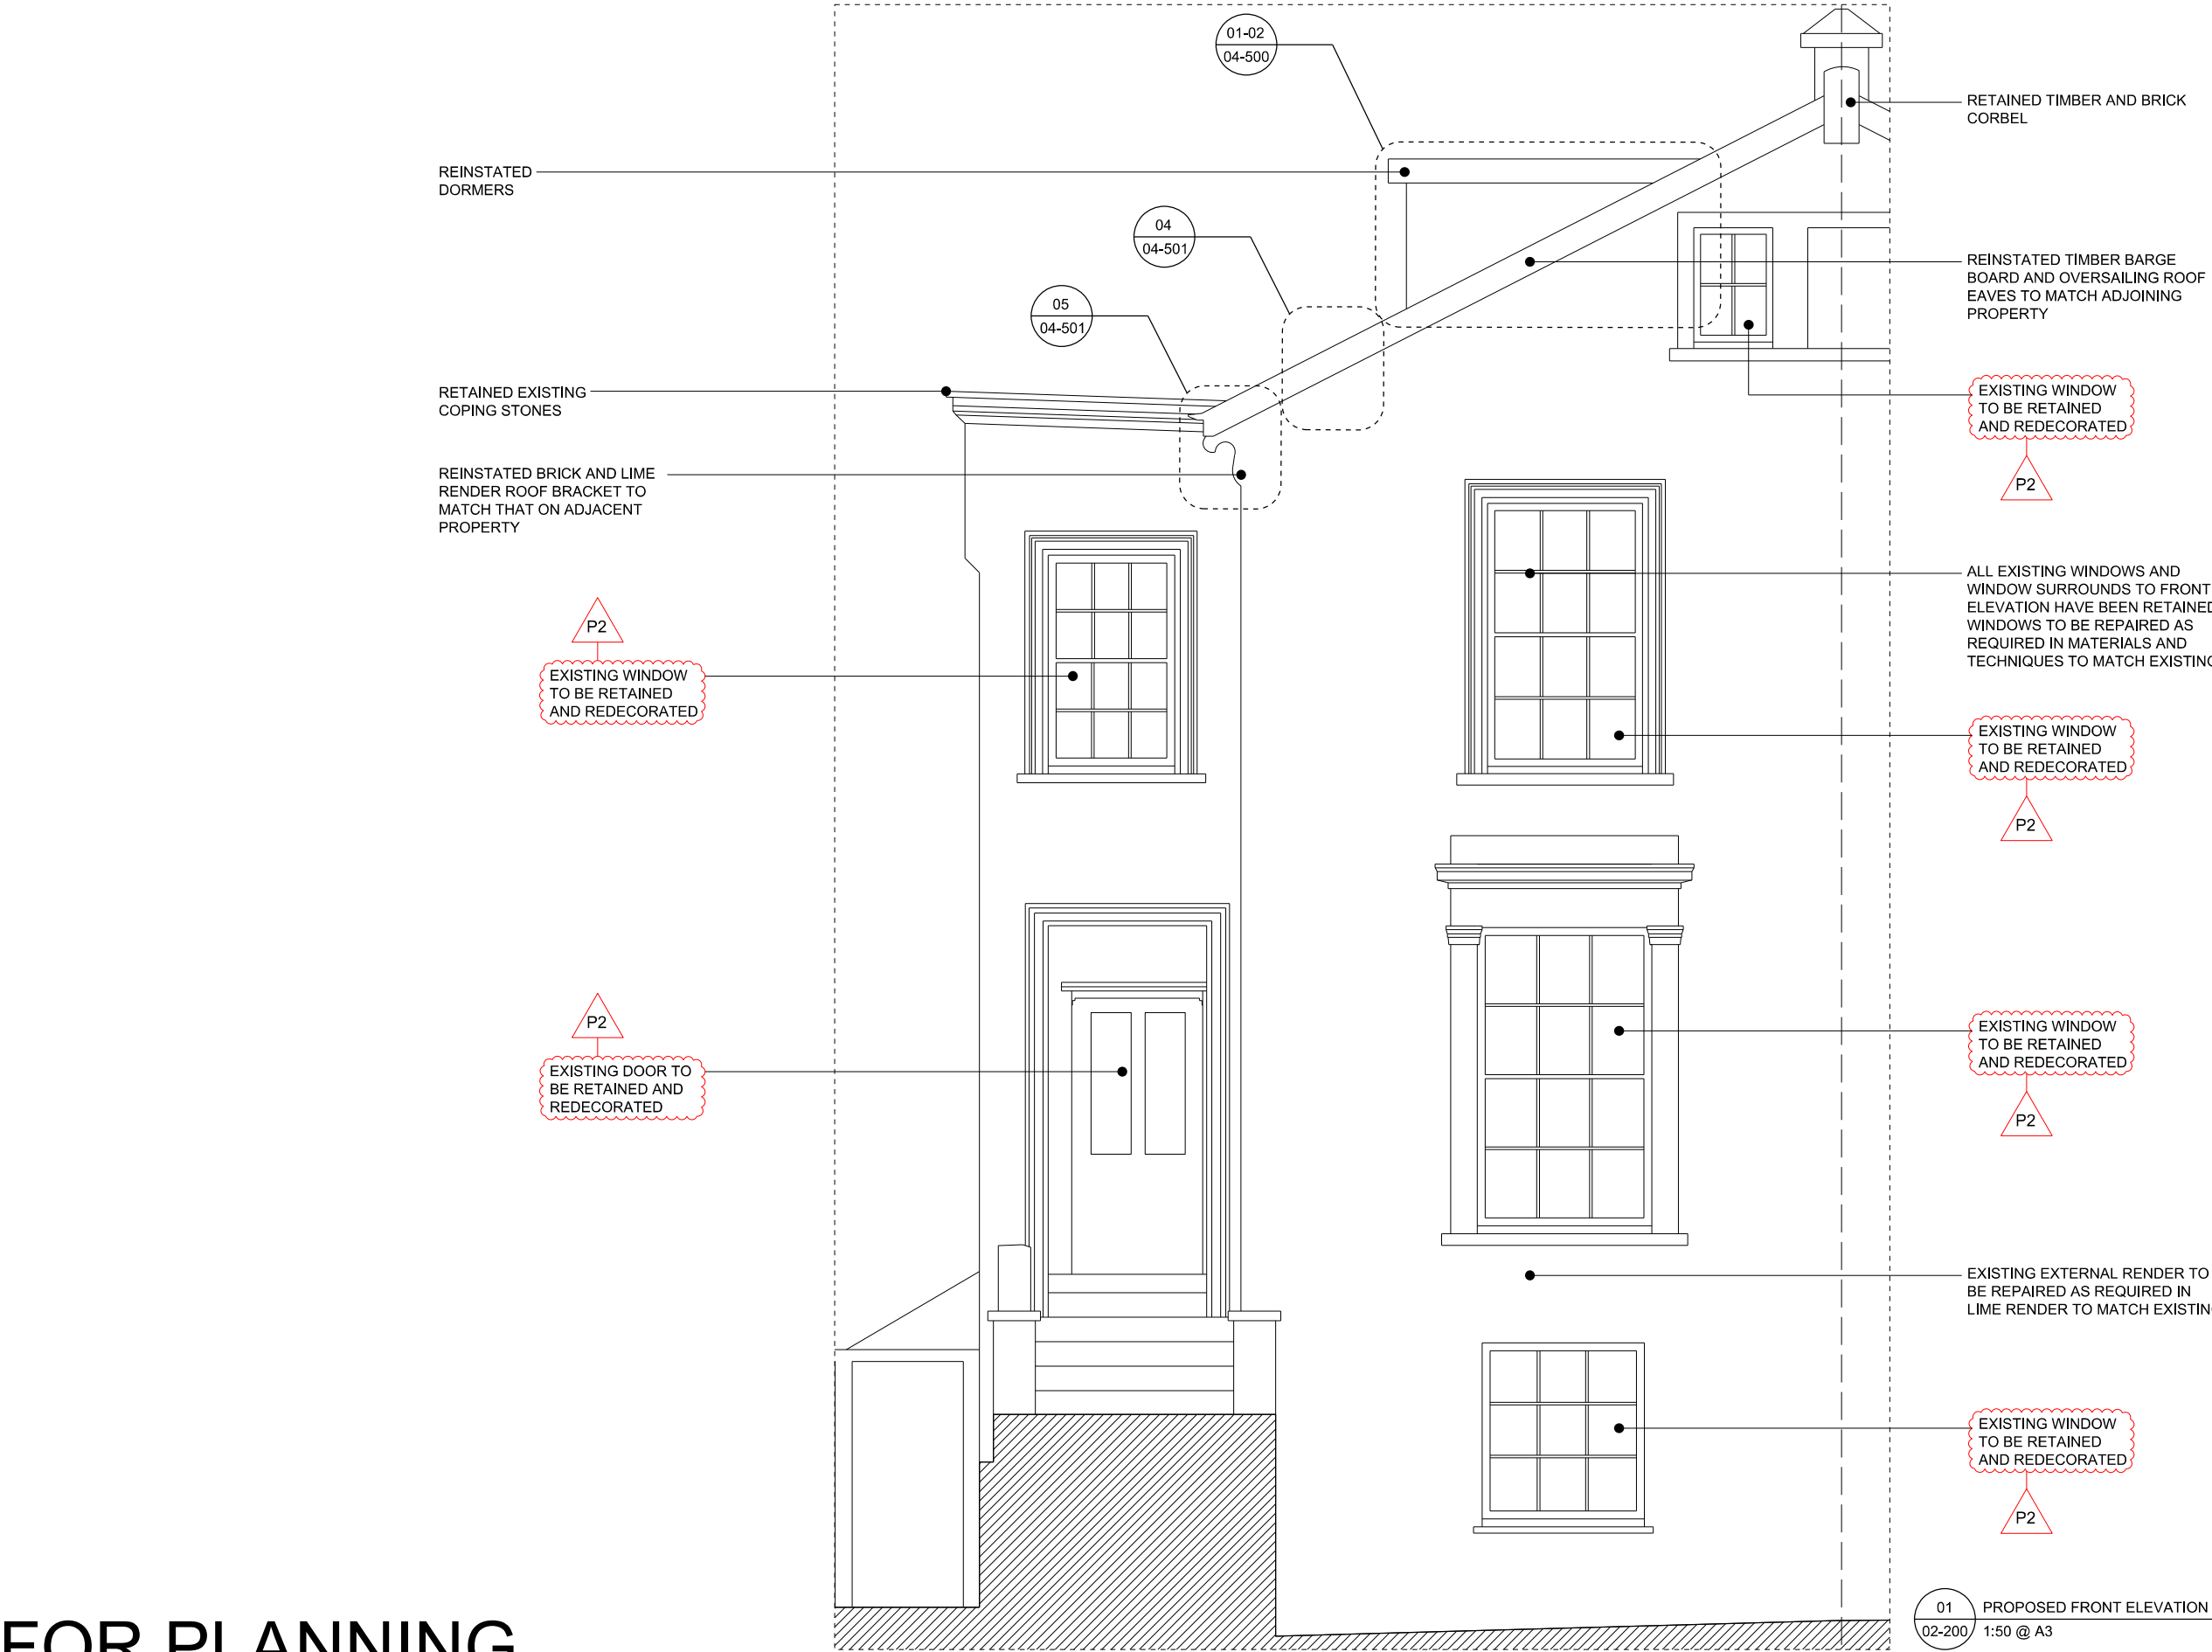 01-02
04-500
RETAINED TIMBER AND BRICK
CORBEL
REINSTATED
DORMERS
04
04-501
REINSTATED TIMBER BARGE
BOARD AND OVERSAILING ROOF
EAVES TO MATCH ADJOINING
PROPERTY
05
04-501
RETAINED EXISTING
COPING STONES
EXISTING WINDOW
TO BE RETAINED
AND REDECORATED
P2
REINSTATED BRICK AND LIME
RENDER ROOF BRACKET TO
MATCH THAT ON ADJACENT
PROPERTY
ALL EXISTING WINDOWS AND
WINDOW SURROUNDS TO FRONT
ELEVATION HAVE BEEN RETAINED
WINDOWS TO BE REPAIRED AS
REQUIRED IN MATERIALS AND
TECHNIQUES TO MATCH EXISTING
P2
EXISTING WINDOW
TO BE RETAINED
AND REDECORATED
EXISTING WINDOW
TO BE RETAINED
AND REDECORATED
P2
P2
EXISTING DOOR TO
BE RETAINED AND
REDECORATED
EXISTING WINDOW
TO BE RETAINED
AND REDECORATED
P2
EXISTING EXTERNAL RENDER TO
BE REPAIRED AS REQUIRED IN
LIME RENDER TO MATCH EXISTIN
EXISTING WINDOW
TO BE RETAINED
AND REDECORATED
P2
FOR PLANNING
01
02-200
PROPOSED FRONT ELEVATION
1:50 @ A3